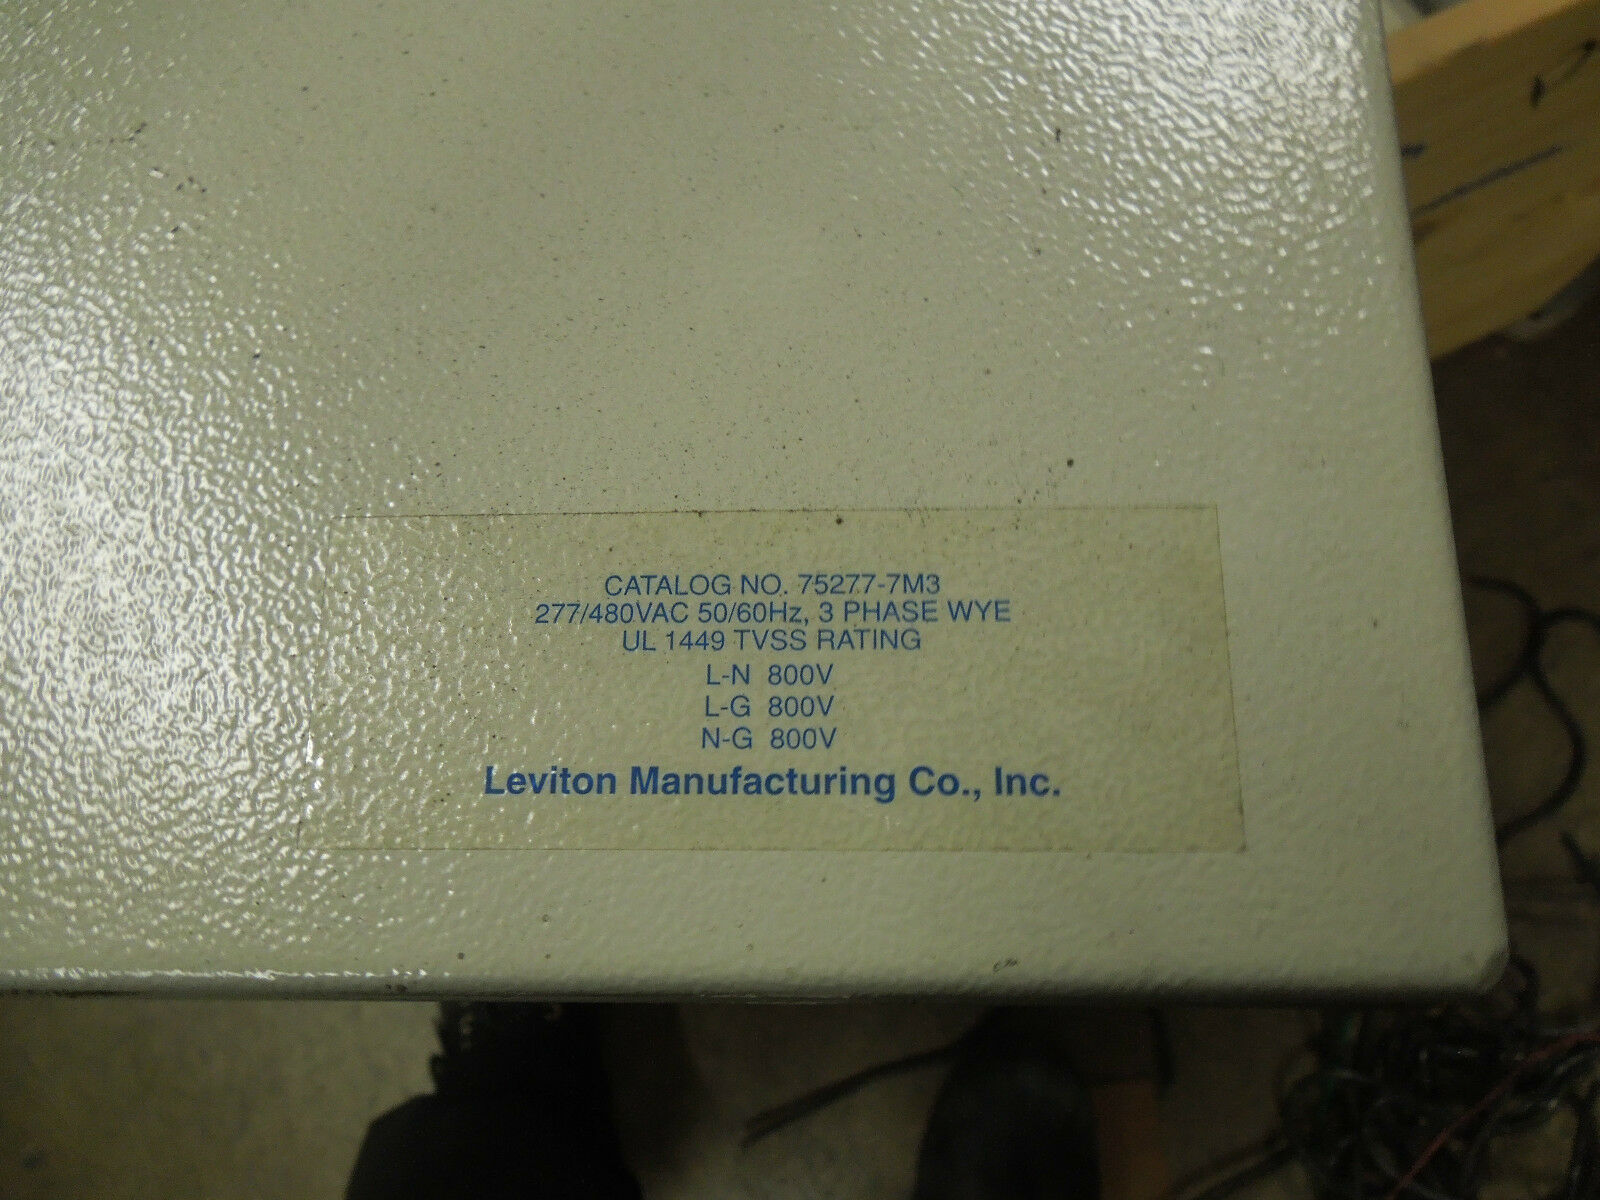 CATALOG NO. 75277-7M3
277/480VAC 50/60Hz, 3 PHASE WYE
UL 1449 TVSS RATING
L-N 800V
L-G 800V
N-G 800V
Leviton Manufacturing Co., Inc.